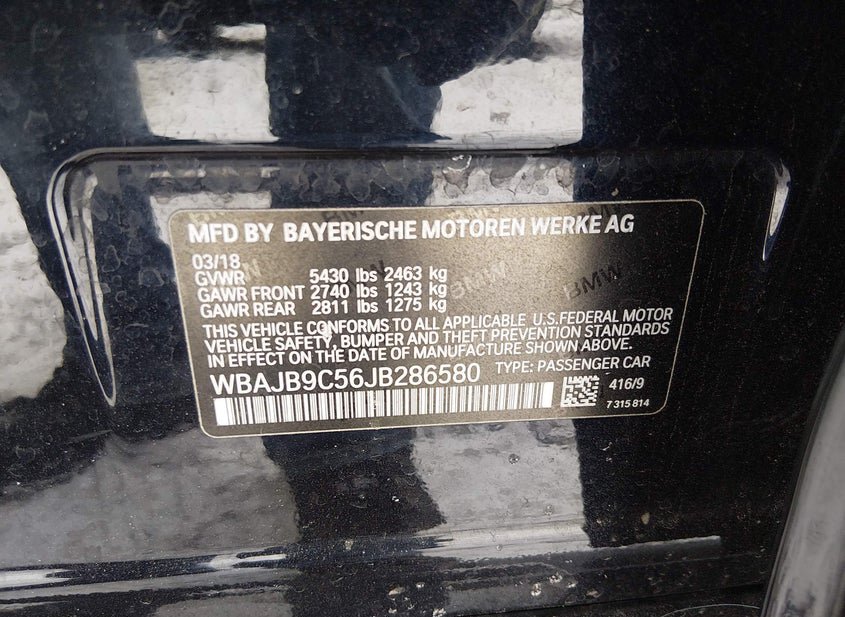 MFD BY BAYERISCHE MOTOREN WERKE AG
03/18
GVWR 5430 lbs 2463 kg
GAWR FRONT 2740 lbs 1243 kg
GAWR REAR 2811 lbs 1275 kg
THIS VEHICLE CONFORMS TO ALL APPLICABLE U.S.FEDERAL MOTOR
VEHICLE SAFETY, BUMPER AND THEFT PREVENTION STANDARDS
IN EFFECT ON THE DATE OF MANUFACTURE SHOWN ABOVE.
WBAJB9C56JB286580 TYPE: PASSENGER CAR
416/9
7 315 814
BMW
BMW
BMW